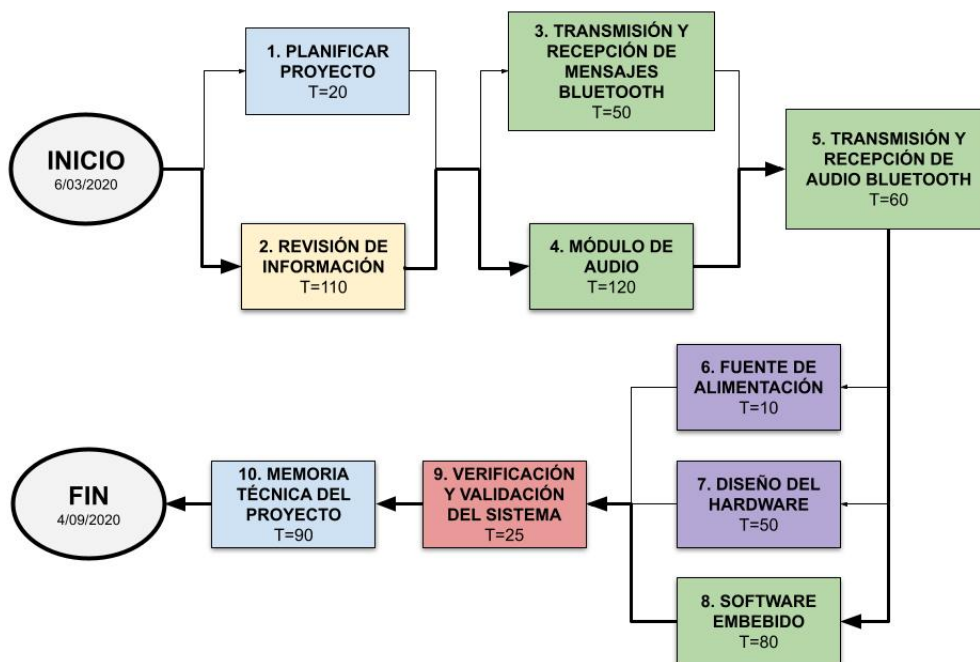 INICIO
6/03/2020
1. PLANIFICAR
PROYECTO
T=20
2. REVISIÓN DE
INFORMACIÓN
T=110
3. TRANSMISIÓN Y
RECEPCIÓN DE
MENSAJES
BLUETOOTH
T=50
4. MÓDULO DE
AUDIO
T=120
5. TRANSMISIÓN Y
RECEPCIÓN DE
AUDIO BLUETOOTH
T=60
6. FUENTE DE
ALIMENTACIÓN
T=10
7. DISEÑO DEL
HARDWARE
T=50
8. SOFTWARE
EMBEBIDO
T=80
9. VERIFICACIÓN
Y VALIDACIÓN
DEL SISTEMA
T=25
10. MEMORIA
TÉCNICA DEL
PROYECTO
T=90
FIN
4/09/2020